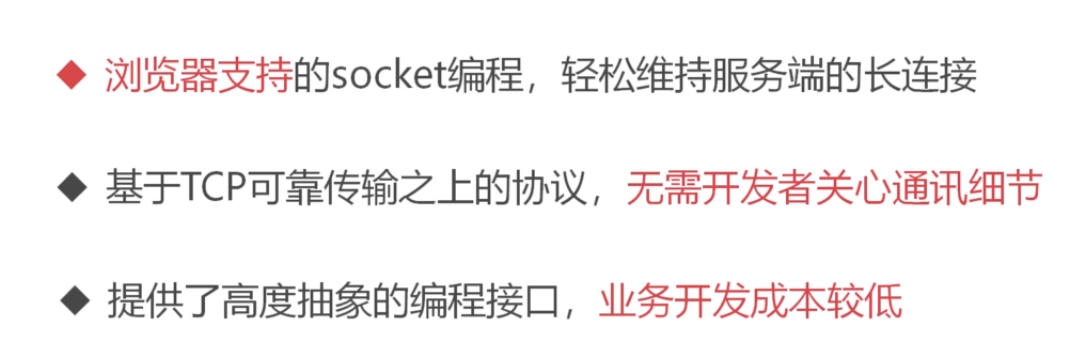 浏览器支持的socket编程，轻松维持服务端的长连接
基于TCP可靠传输之上的协议，无需开发者关心通讯细节
提供了高度抽象的编程接口，业务开发成本较低